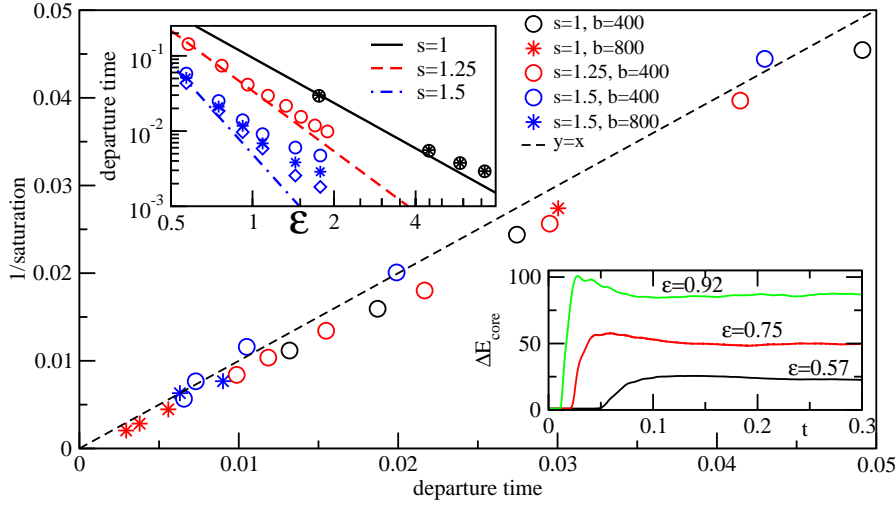 1/saturation
0.05
0.04
0.03
0.02
0.01
0
0
0.01
0.02
0.03
0.04
0.05
departure time
departure time
10⁻¹
10⁻²
10⁻³
0.5
1
2
4
ε
s=1
s=1.25
s=1.5
s=1, b=400
s=1, b=800
s=1.25, b=400
s=1.5, b=400
s=1.5, b=800
y=x
ΔE_core
100
50
0
0
0.1
0.2
0.3
t
ε=0.92
ε=0.75
ε=0.57